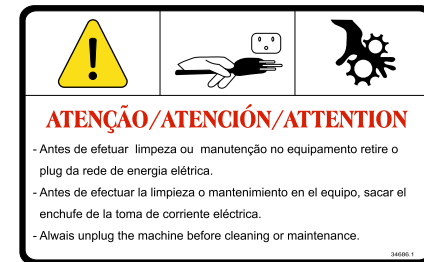 ATENÇÃO/ATENCIÓN/ATTENTION
- Antes de efetuar limpeza ou manutenção no equipamento retire o
plug da rede de energia elétrica.
- Antes de efectuar la limpieza o mantenimiento en el equipo, sacar el
enchufe de la toma de corriente eléctrica.
- Alwais unplug the machine before cleaning or maintenance.
34686.1